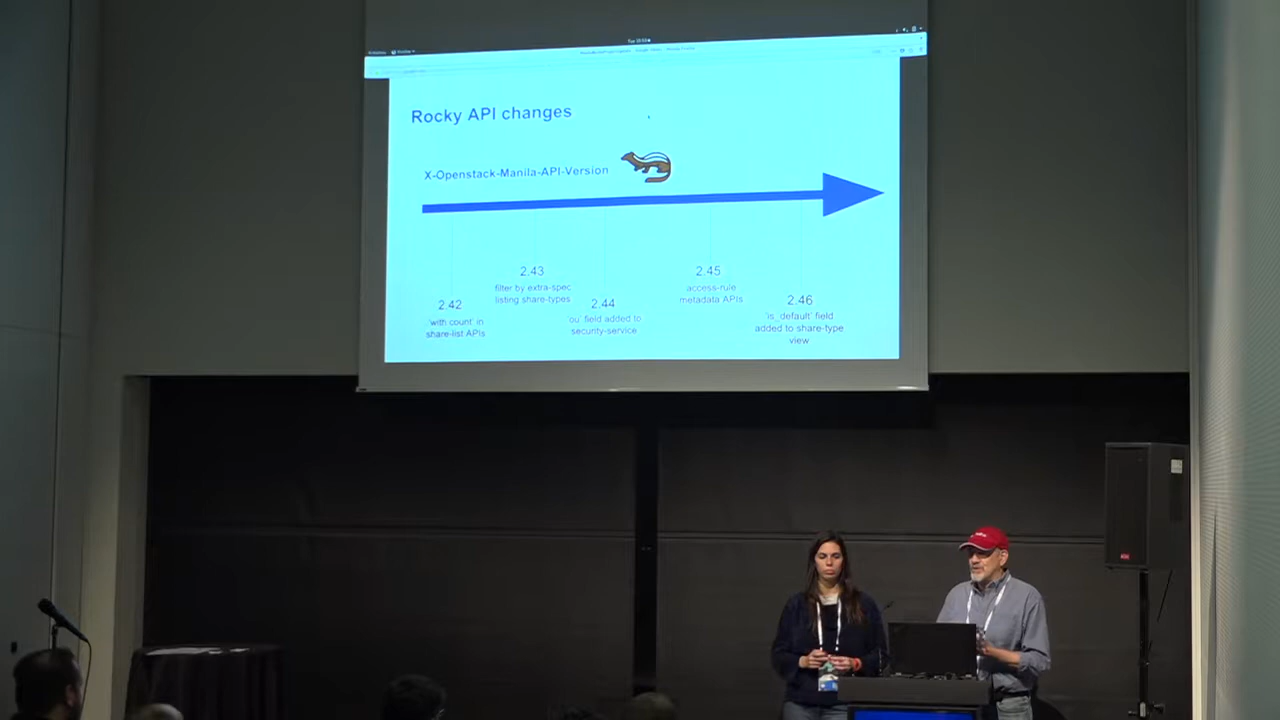 Rocky API changes
X-Openstack-Manila-API-Version
2.42
'with count' in
share-list APIs
2.43
filter by extra-spec
listing share-types
2.44
ou' field added to
security-service
2.45
access-rule
metadata APIs
2.46
'is_default' field
added to share-type
view